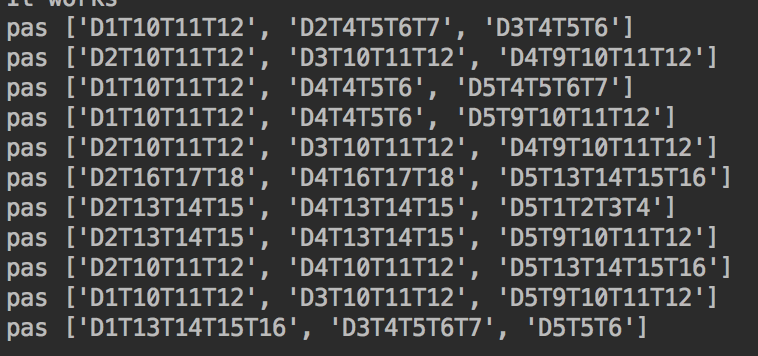 It works
pas ['D1T10T11T12', 'D2T4T5T6T7', 'D3T4T5T6']
pas ['D2T10T11T12', 'D3T10T11T12', 'D4T9T10T11T12']
pas ['D1T10T11T12', 'D4T4T5T6', 'D5T4T5T6T7']
pas ['D1T10T11T12', 'D4T4T5T6', 'D5T9T10T11T12']
pas ['D2T10T11T12', 'D3T10T11T12', 'D4T9T10T11T12']
pas ['D2T16T17T18', 'D4T16T17T18', 'D5T13T14T15T16']
pas ['D2T13T14T15', 'D4T13T14T15', 'D5T1T2T3T4']
pas ['D2T13T14T15', 'D4T13T14T15', 'D5T9T10T11T12']
pas ['D2T10T11T12', 'D4T10T11T12', 'D5T13T14T15T16']
pas ['D1T10T11T12', 'D3T10T11T12', 'D5T9T10T11T12']
pas ['D1T13T14T15T16', 'D3T4T5T6T7', 'D5T5T6']